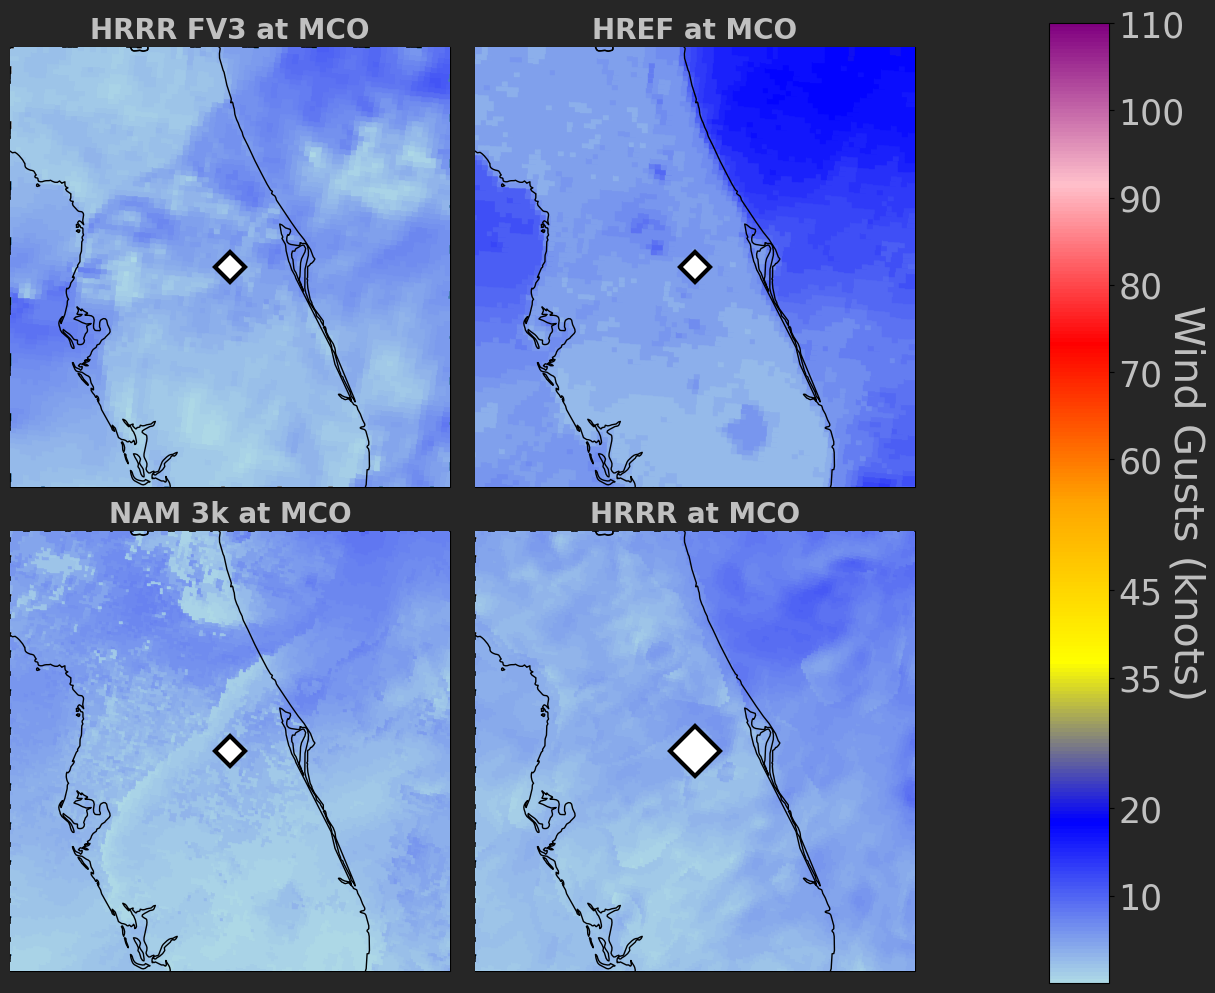 HRRR FV3 at MCO
HREF at MCO
NAM 3k at MCO
HRRR at MCO
110
100
90
80
70
60
45
35
20
10
Wind Gusts (knots)